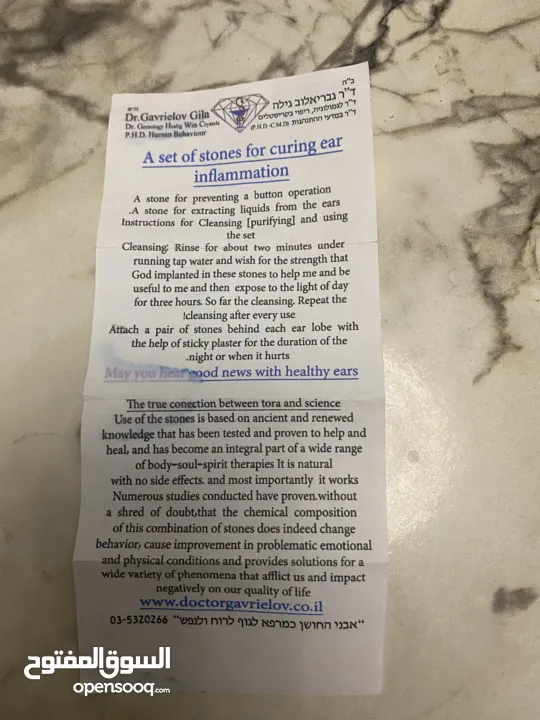 ב"ה
ד"ר גבריאלוב גילה
ד"ר לגמולוגיה, ריפוי בקריסטלים
ד"ר במדעי ההתנהגות (P.H.D-C.M.D)
בס"ד
Dr.Gavrielov Gila
Dr. Gemology Healty With Crystals
P.H.D. Human Behaviour
A set of stones for curing ear
inflammation
A stone for preventing a button operation
.A stone for extracting liquids from the ears
Instructions for Cleansing [purifying] and using
the set
Cleansing: Rinse for about two minutes under
running tap water and wish for the strength that
God implanted in these stones to help me and be
useful to me and then expose to the light of day
for three hours. So far the cleansing. Repeat the
!cleansing after every use
Attach a pair of stones behind each ear lobe with
the help of sticky plaster for the duration of the
.night or when it hurts
May you hear good news with healthy ears
The true conection between tora and science
Use of the stones is based on ancient and renewed
knowledge that has been tested and proven to help and
heal, and has become an integral part of a wide range
of body-soul-spirit therapies It is natural
with no side effects. and most importantly it works
Numerous studies conducted have proven.without
a shred of doubt,that the chemical composition
of this combination of stones does indeed change
behavior, cause improvement in problematic emotional
and physical conditions and provides solutions for a
wide variety of phenomena that afflict us and impact
negatively on our quality of life
www.doctorgavrielov.co.il
"אבני החושן כמרפא לגוף לרוח ולנפש" 03-5320266
السوق المفتوح
opensooq.com